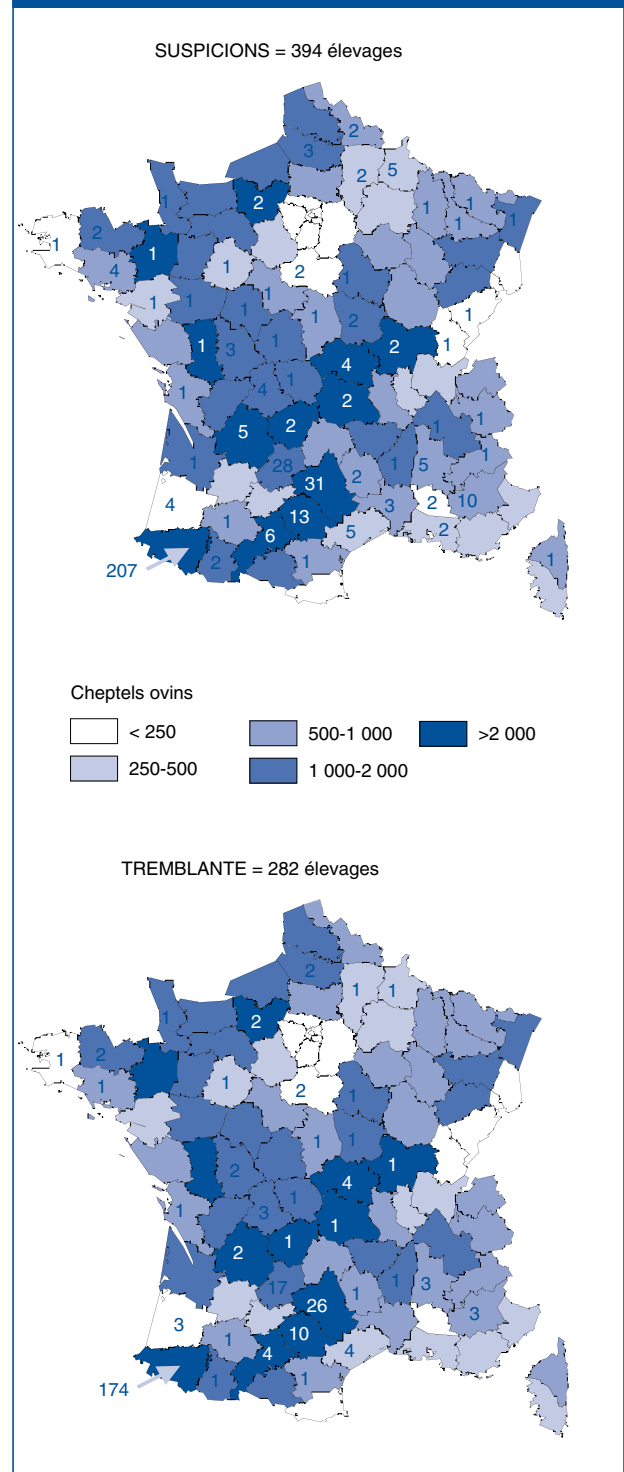 SUSPICIONS = 394 élevages
2
3
2 5
1 2 1 1 1
1 2 1 1
4 1 2 1
1 1 1 1 1 2 1
1 3 1 4 2 1
1 4 1 2
5 2 1 1
1 28 2 1 5 1
4 31 3 2 10
1 13 5 2
6
207 2 1 1
Cheptels ovins
< 250 500-1 000 >2 000
250-500 1 000-2 000
TREMBLANTE = 282 élevages
2
1 1
1 2
1 2
1 1 2 1
1 1
2 4 1
1 3 1 1
2 1
17 1 1 3
3 26 3
1 10 4
4
174 1 1